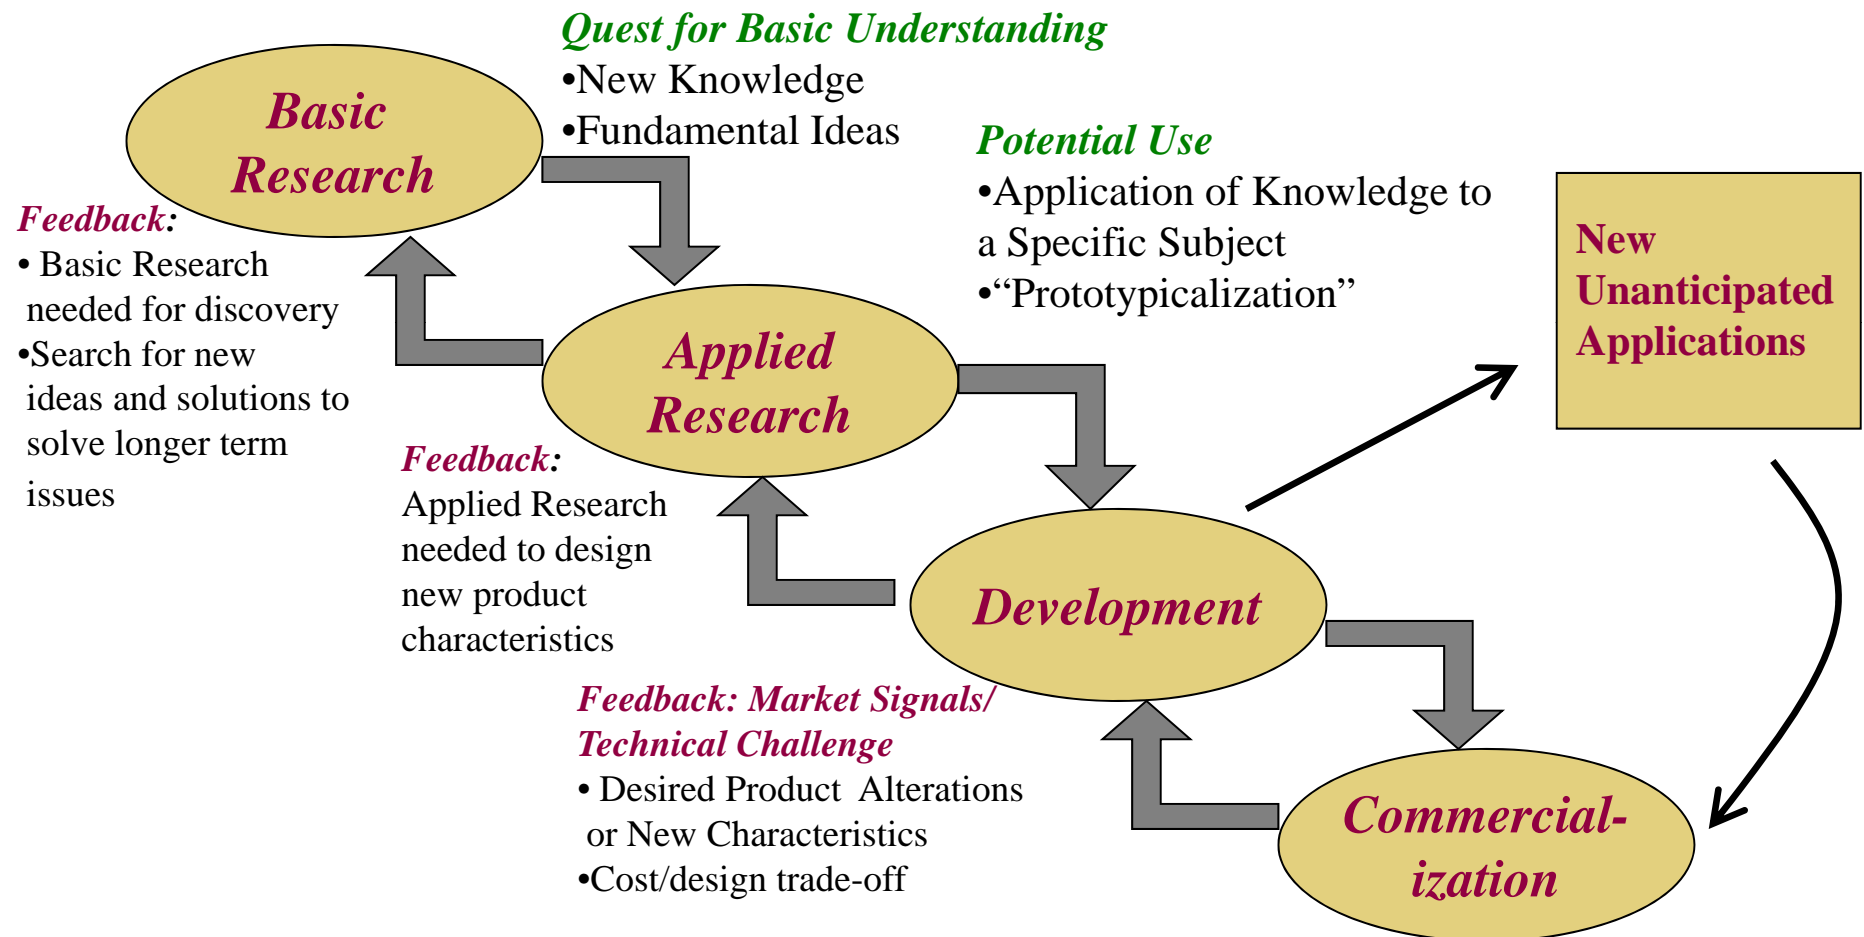 Quest for Basic Understanding
•New Knowledge
•Fundamental Ideas
Basic
Research
Potential Use
•Application of Knowledge to
a Specific Subject
•“Prototypicalization”
New
Unanticipated
Applications
Feedback:
• Basic Research
needed for discovery
•Search for new
ideas and solutions to
solve longer term
issues
Applied
Research
Feedback:
Applied Research
needed to design
new product
characteristics
Development
Feedback: Market Signals/
Technical Challenge
• Desired Product Alterations
or New Characteristics
•Cost/design trade-off
Commercial-
ization